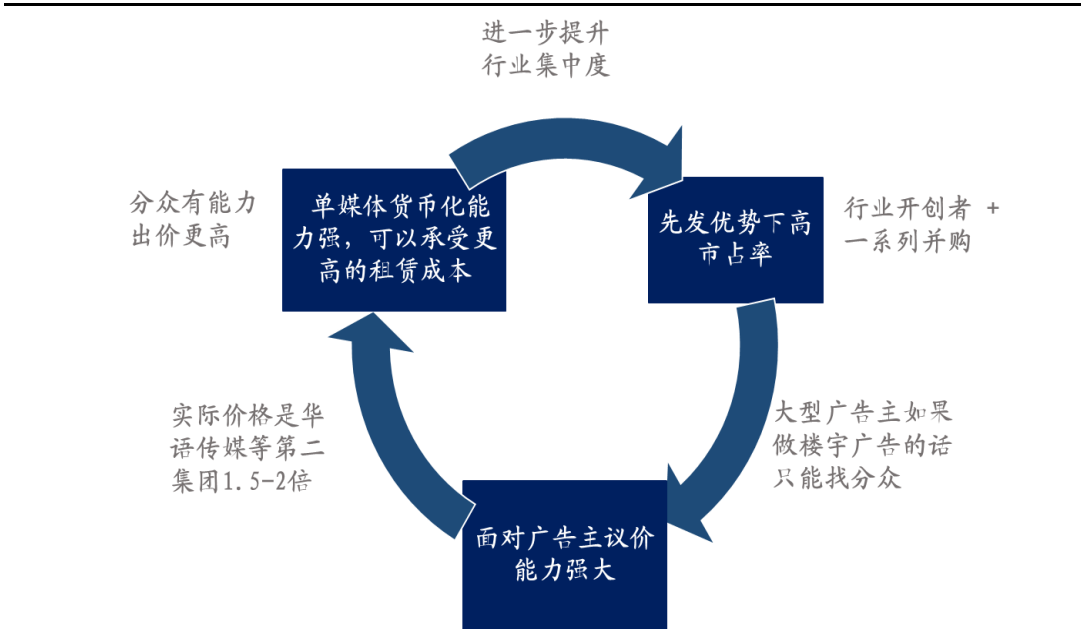 进一步提升
行业集中度
分众有能力
出价更高
单媒体货币化能
力强，可以承受更
高的租赁成本
先发优势下高
市占率
行业开创者 +
一系列并购
实际价格是华
语传媒等第二
集团1.5-2倍
大型广告主如果
做楼宇广告的话
只能找分众
面对广告主议价
能力强大